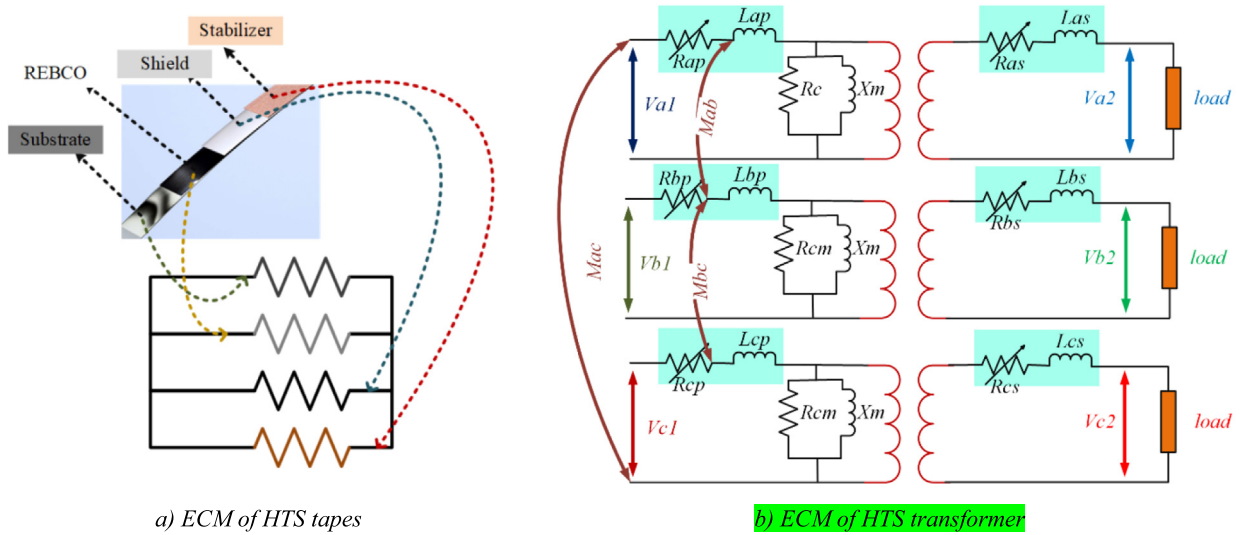 Stabilizer
Shield
REBCO
Substrate
a) ECM of HTS tapes
Lap
Rap
Va1
Mab
Rc
Xm
Las
Ras
Va2
load
Rbp
Lbp
Mac
Vb1
Mbc
Rcm
Xm
Lbs
Rbs
Vb2
load
Lcp
Rcp
Vc1
Rcm
Xm
Lcs
Rcs
Vc2
load
b) ECM of HTS transformer